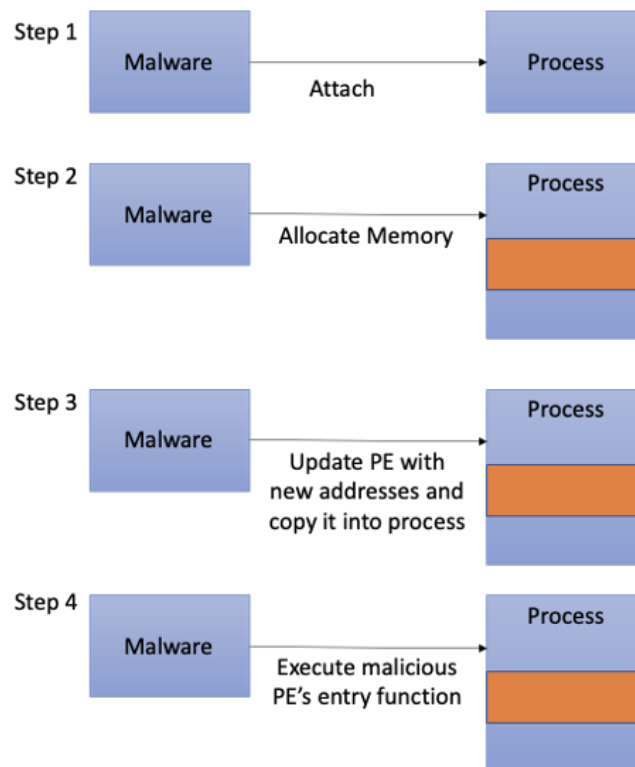 Step 1
Malware
Process
Attach
Step 2
Process
Malware
Allocate Memory
Step 3
Process
Malware
Update PE with
new addresses and
copy it into process
Step 4
Process
Malware
Execute malicious
PE's entry function